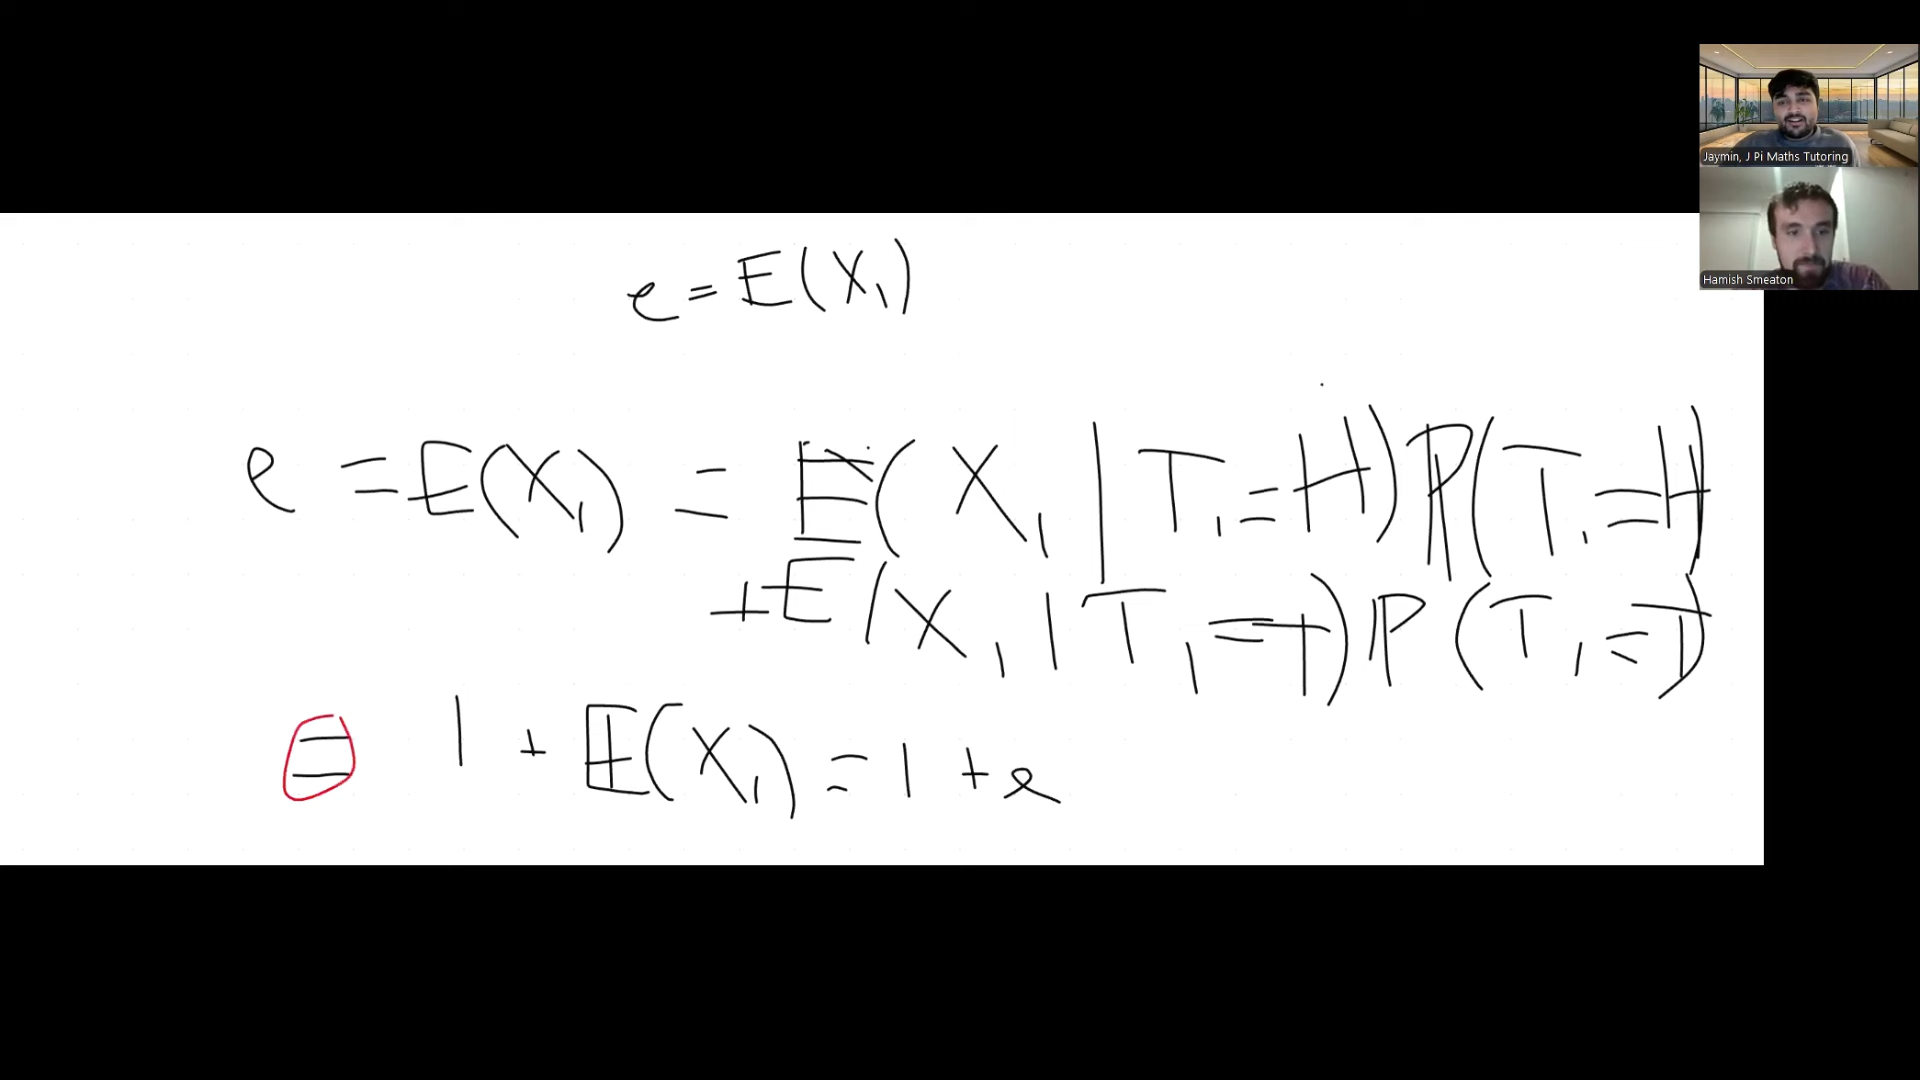 e = E(X₁)
Jaymin, J Pi Maths Tutoring
Hamish Smeaton
e = E(X₁) = E(X₁ | T₁ = H) P(T₁ = H)
+ E(X₁ | T₁ = T) P(T₁ = T)
= 1 + E(X₁) = 1 + e